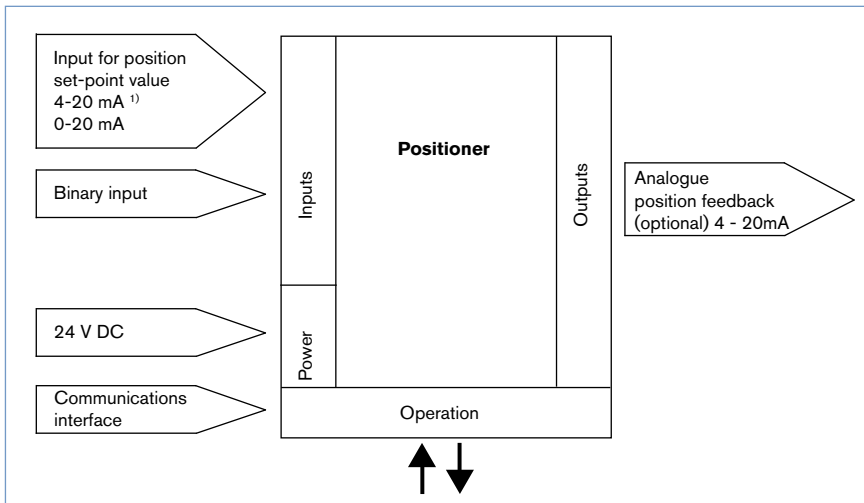 Input for position
set-point value
4-20 mA 1)
0-20 mA
Binary input
24 V DC
Communications
interface
Inputs
Power
Positioner
Operation
Outputs
Analogue
position feedback
(optional) 4 - 20mA